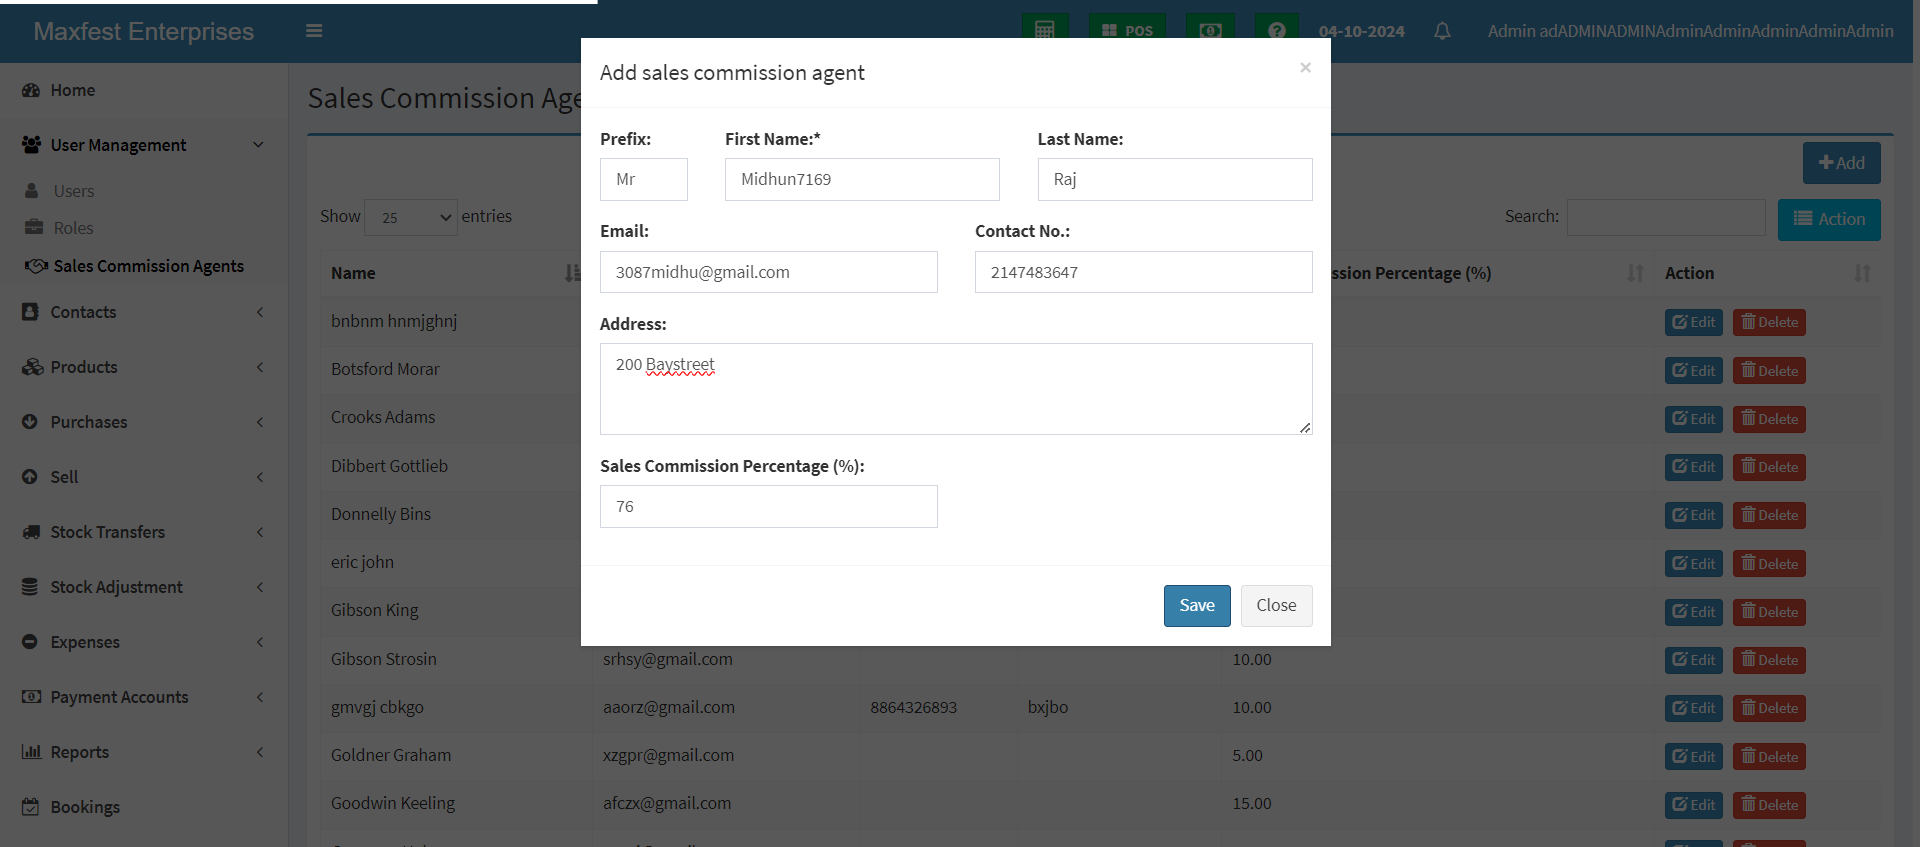 Maxfest Enterprises
POS
04-10-2024
Admin adADMINADMINAdminAdminAdminAdminAdmin
Home
User Management
Users
Roles
Sales Commission Agents
Contacts
Products
Purchases
Sell
Stock Transfers
Stock Adjustment
Expenses
Payment Accounts
Reports
Bookings
Sales Commission Age
Add
Show 25 entries
Search:
Action
Name
ssion Percentage (%)
Action
bnbnm hnmjghnj
Edit Delete
Botsford Morar
Edit Delete
Crooks Adams
Edit Delete
Dibbert Gottlieb
Edit Delete
Donnelly Bins
Edit Delete
eric john
Edit Delete
Gibson King
Edit Delete
Gibson Strosin srhsy@gmail.com 10.00 Edit Delete
gmvgj cbkgo aaorz@gmail.com 8864326893 bxjbo 10.00 Edit Delete
Goldner Graham xzgpr@gmail.com 5.00 Edit Delete
Goodwin Keeling afczx@gmail.com 15.00 Edit Delete
Add sales commission agent
×
Prefix: First Name:* Last Name:
Mr Midhun7169 Raj
Email: Contact No.:
3087midhu@gmail.com 2147483647
Address:
200 Baystreet
Sales Commission Percentage (%):
76
Save Close